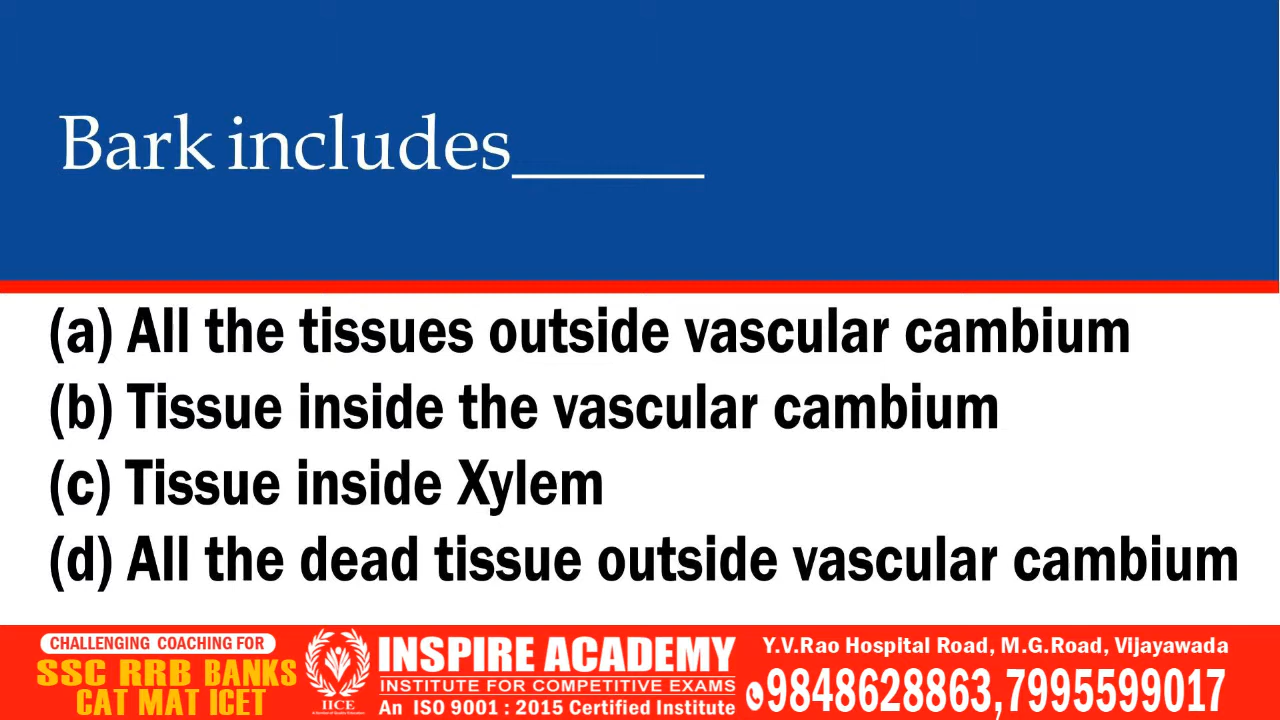 Bark includes______
(a) All the tissues outside vascular cambium
(b) Tissue inside the vascular cambium
(c) Tissue inside Xylem
(d) All the dead tissue outside vascular cambium
CHALLENGING COACHING FOR
SSC RRB BANKS
CAT MAT ICET
IICE
INSPIRE ACADEMY
INSTITUTE FOR COMPETITIVE EXAMS
An ISO 9001 : 2015 Certified Institute
Y.V.Rao Hospital Road, M.G.Road, Vijayawada
9848628863,7995599017